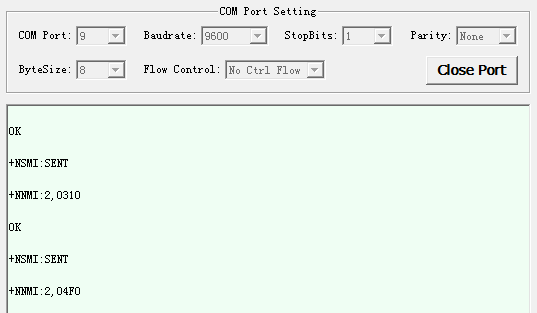 COM Port Setting
COM Port: 9 Baudrate: 9600 StopBits: 1 Parity: None
ByteSize: 8 Flow Control: No Ctrl Flow Close Port
OK
+NSMI:SENT
+NNMI:2,0310
OK
+NSMI:SENT
+NNMI:2,04F0